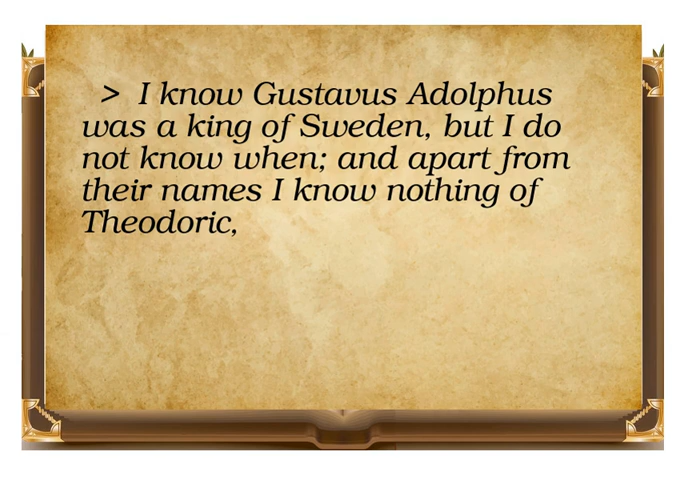 > I know Gustavus Adolphus
was a king of Sweden, but I do
not know when; and apart from
their names I know nothing of
Theodoric,